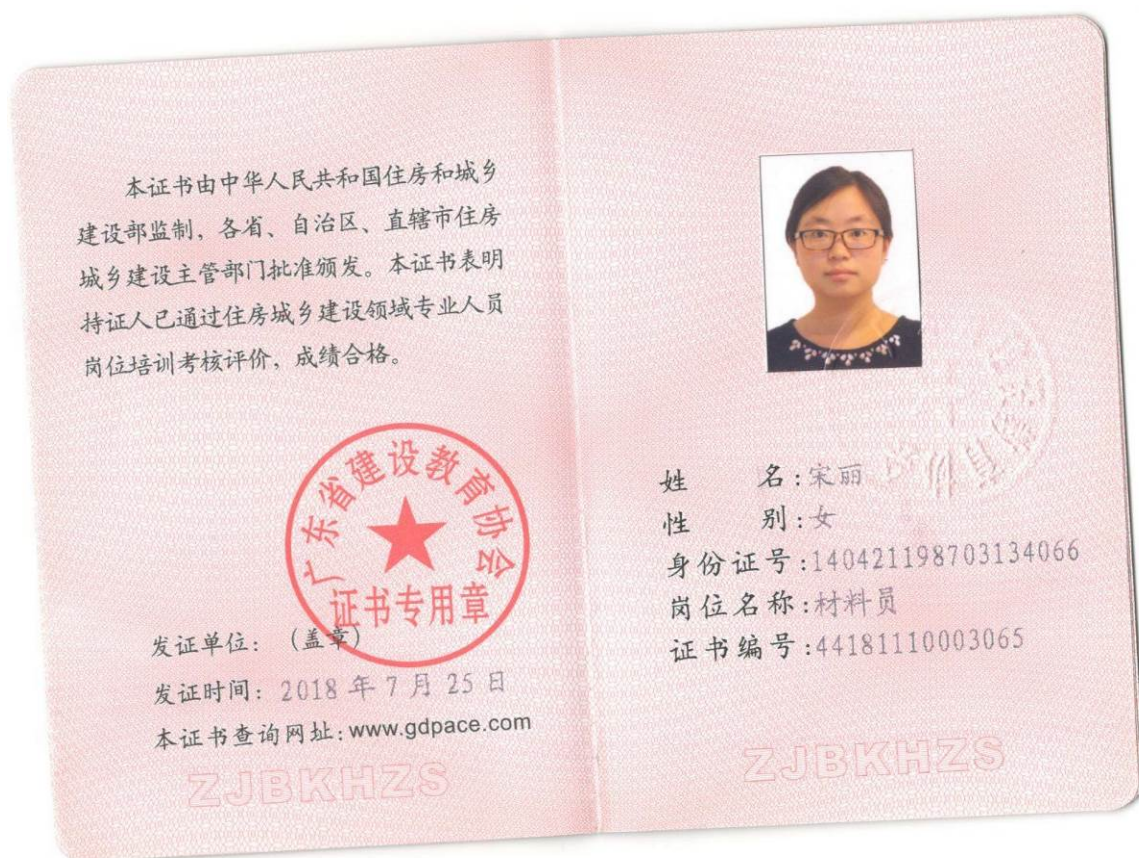 本证书由中华人民共和国住房和城乡
建设部监制，各省、自治区、直辖市住房
城乡建设主管部门批准颁发。本证书表明
持证人已通过住房城乡建设领域专业人员
岗位培训考核评价，成绩合格。
广东省建设教育协会
证书专用章
发证单位：（盖章）
发证时间：2018年7月25日
本证书查询网址：www.gdpace.com
ZJBKHZS
姓名：宋丽
性别：女
身份证号：140421198703134066
岗位名称：材料员
证书编号：44181110003065
ZJBKHZS